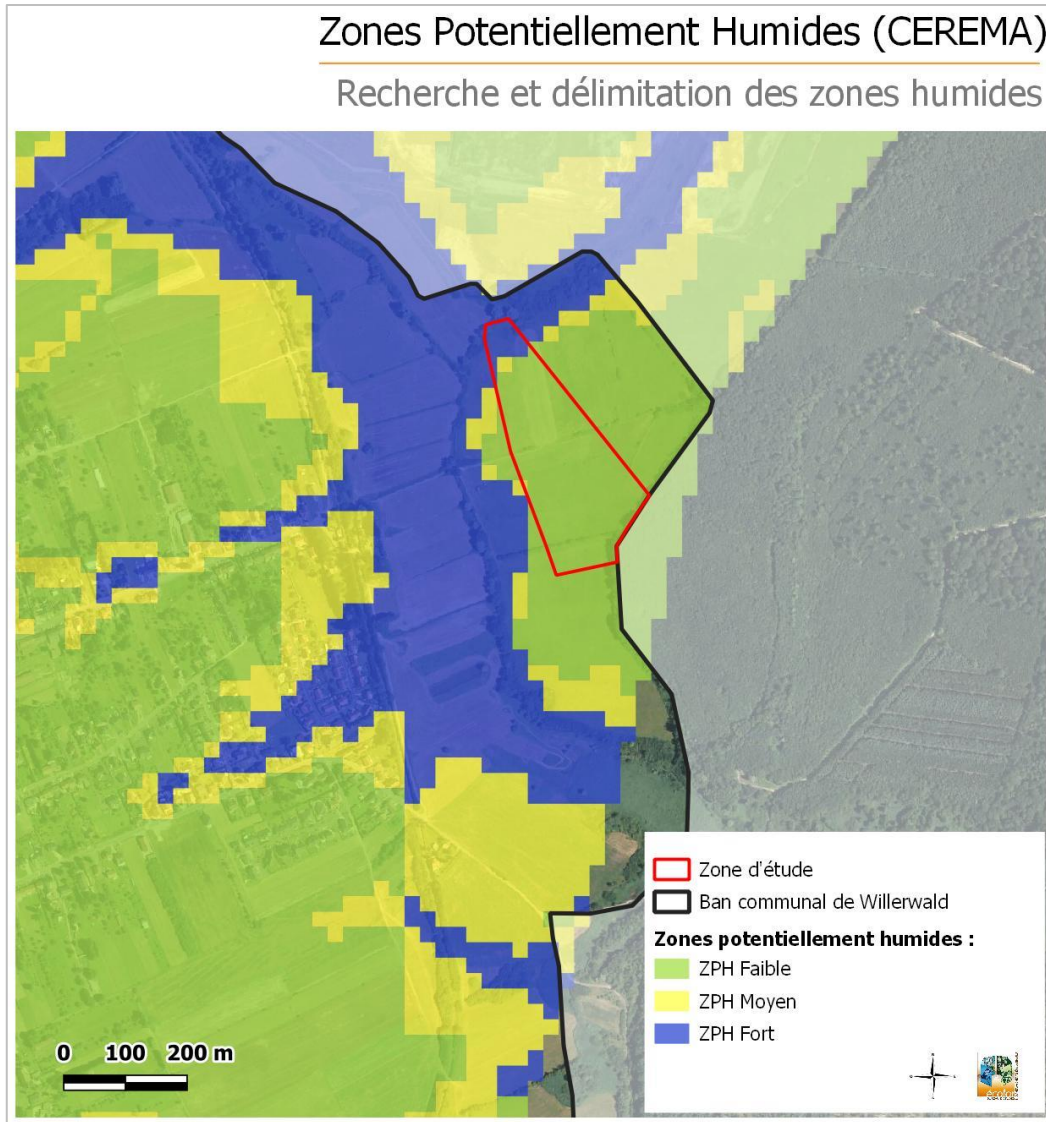 Zones Potentiellement Humides (CEREMA)
Recherche et délimitation des zones humides
Zone d'étude
Ban communal de Willerwald
Zones potentiellement humides :
ZPH Faible
ZPH Moyen
ZPH Fort
0 100 200 m